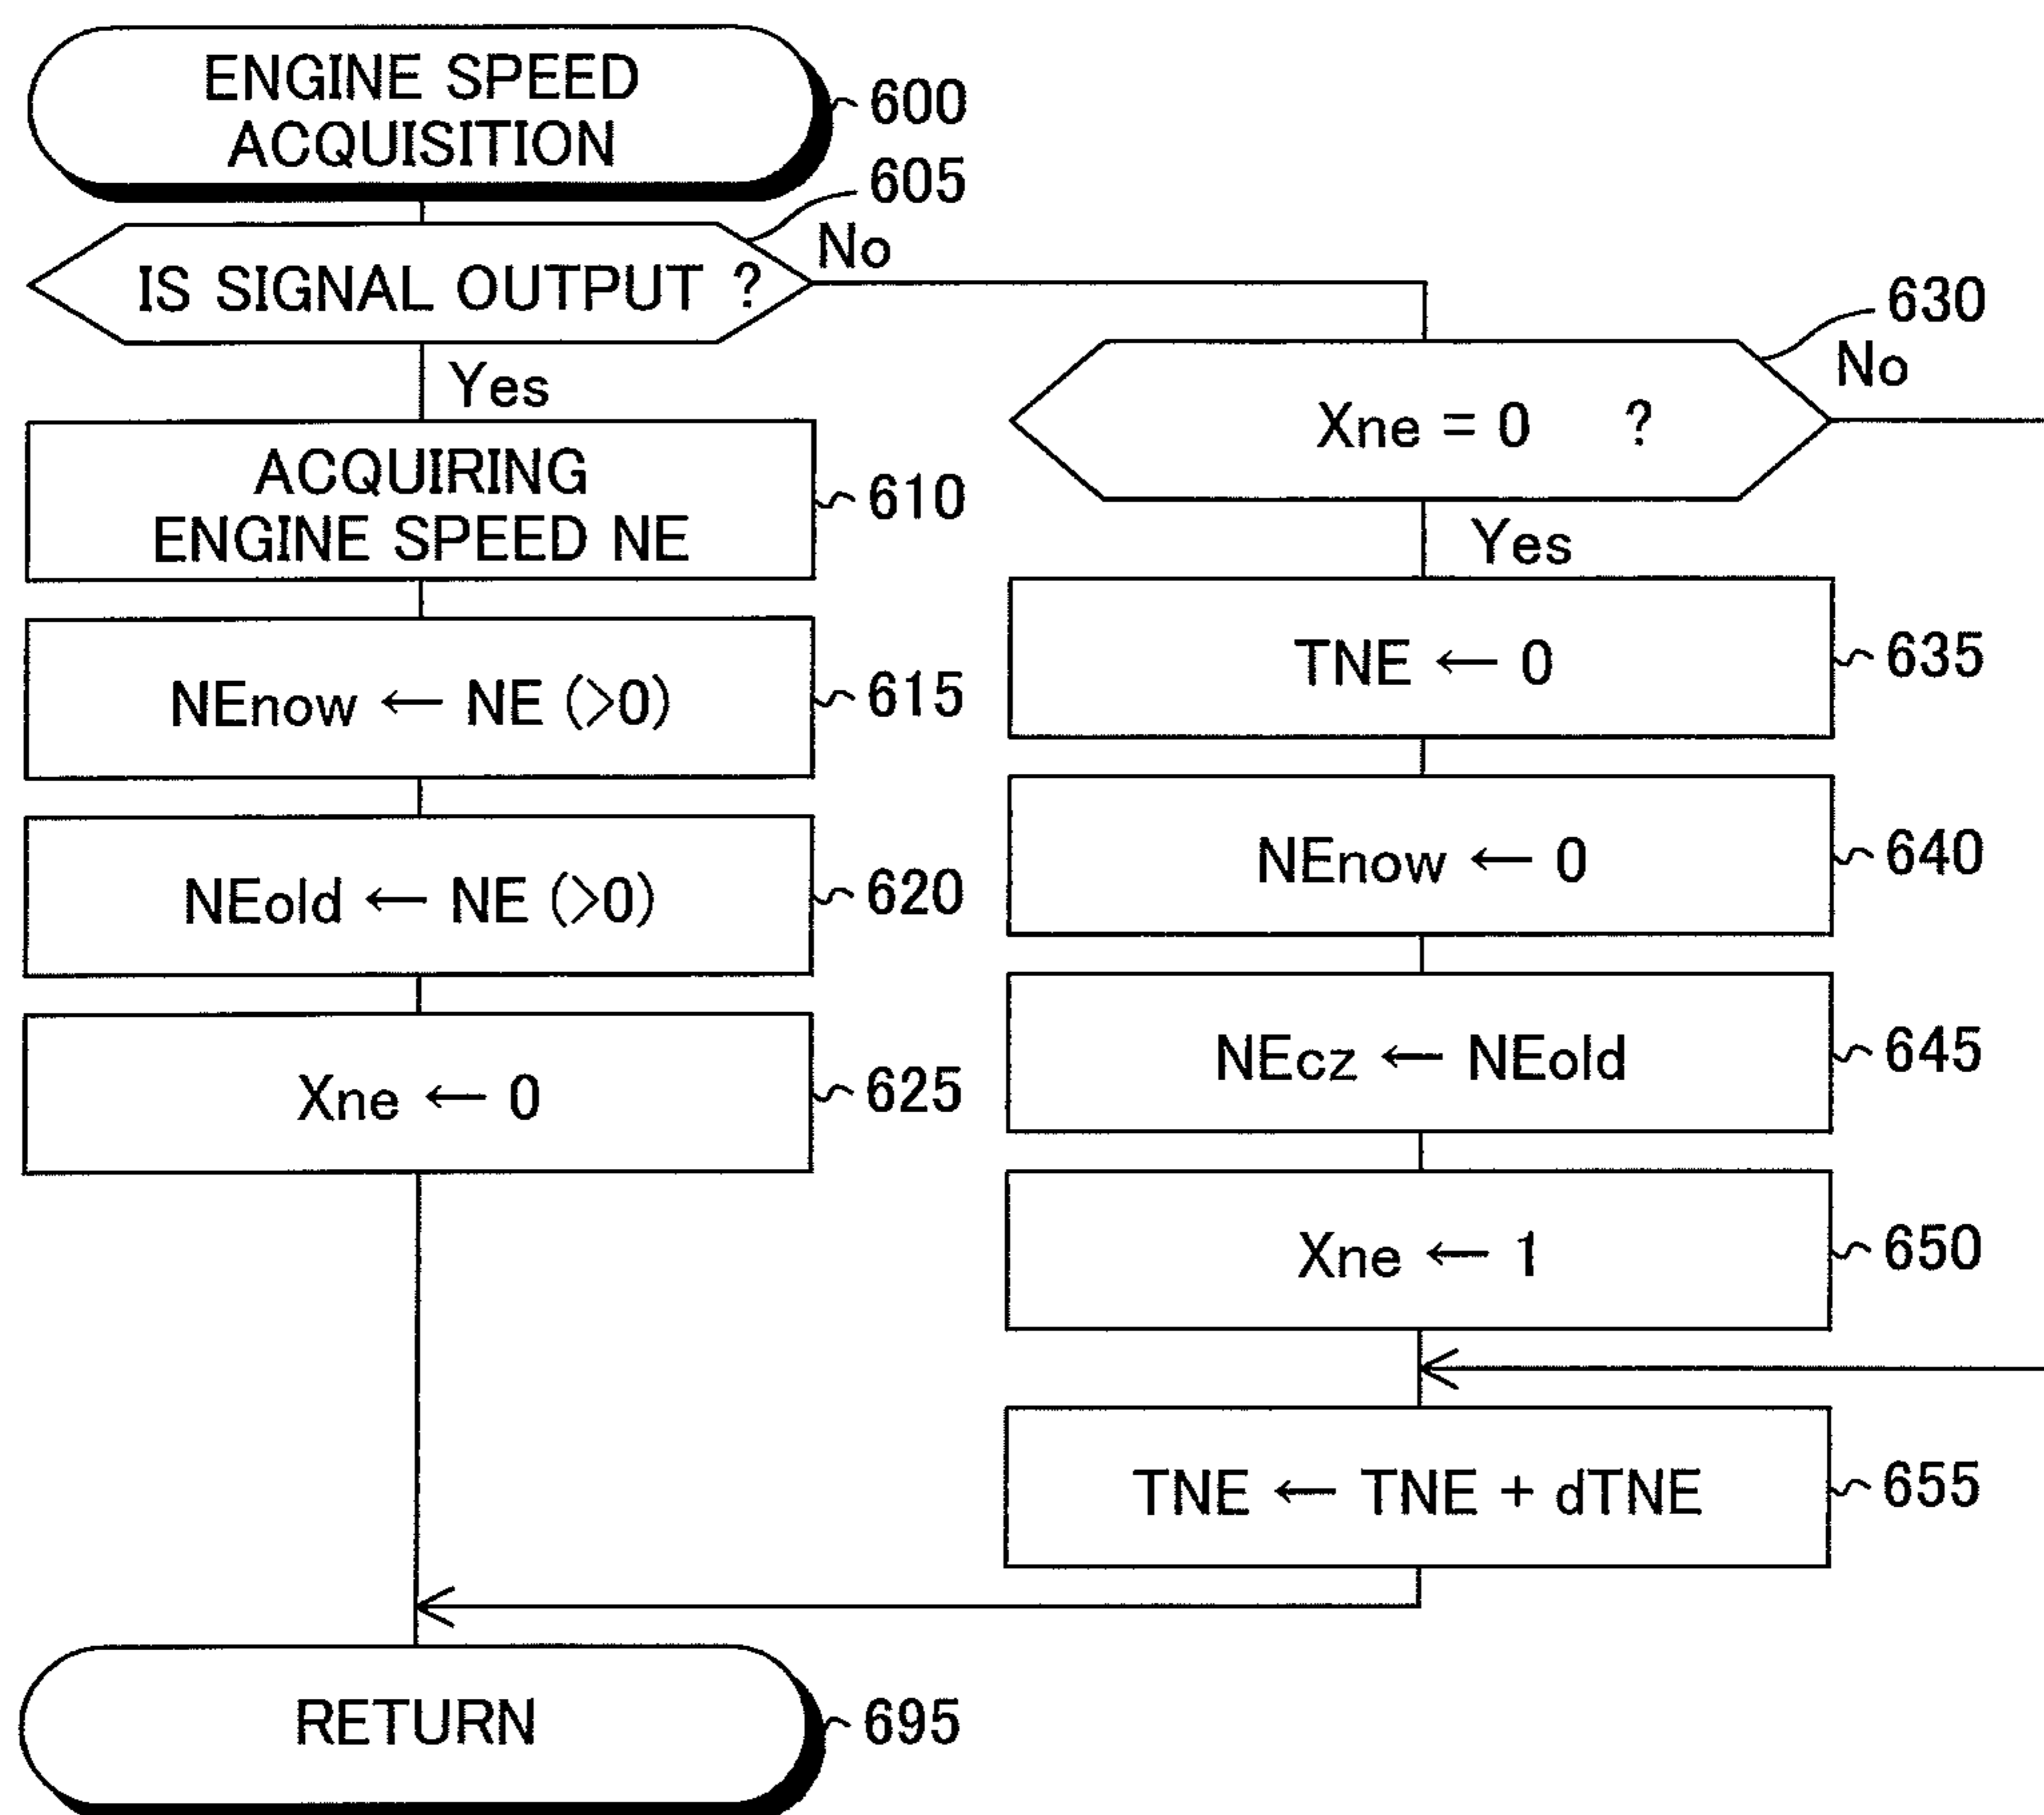 ENGINE SPEED
ACQUISITION
600
605
IS SIGNAL OUTPUT ?
No
Yes
ACQUIRING
ENGINE SPEED NE
610
NEnow ← NE (>0)
615
NEold ← NE (>0)
620
Xne ← 0
625
630
Xne = 0 ?
No
Yes
TNE ← 0
635
NEnow ← 0
640
NEcz ← NEold
645
Xne ← 1
650
TNE ← TNE + dTNE
655
RETURN
695